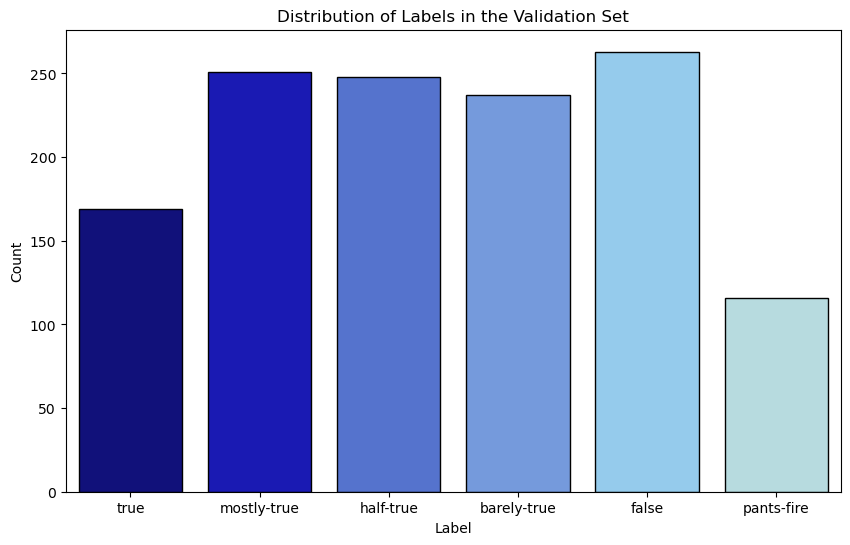 Distribution of Labels in the Validation Set
Count
250
200
150
100
50
0
true mostly-true half-true barely-true false pants-fire
Label